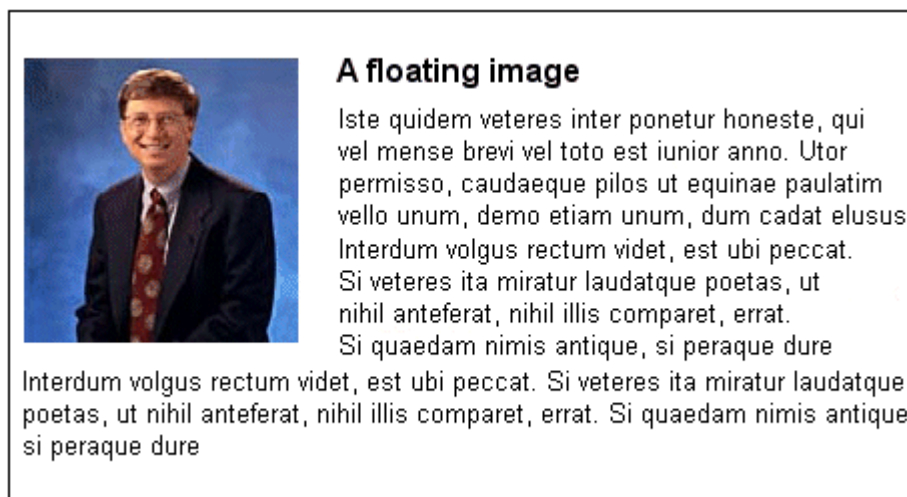 A floating image
Iste quidem veteres inter ponetur honeste, qui
vel mense brevi vel toto est iunior anno. Utor
permisso, caudaeque pilos ut equinae paulatim
vello unum, demo etiam unum, dum cadat elusus
Interdum volgus rectum videt, est ubi peccat.
Si veteres ita miratur laudatque poetas, ut
nihil anteferat, nihil illis comparet, errat.
Si quaedam nimis antique, si peraque dure
Interdum volgus rectum videt, est ubi peccat. Si veteres ita miratur laudatque
poetas, ut nihil anteferat, nihil illis comparet, errat. Si quaedam nimis antique
si peraque dure